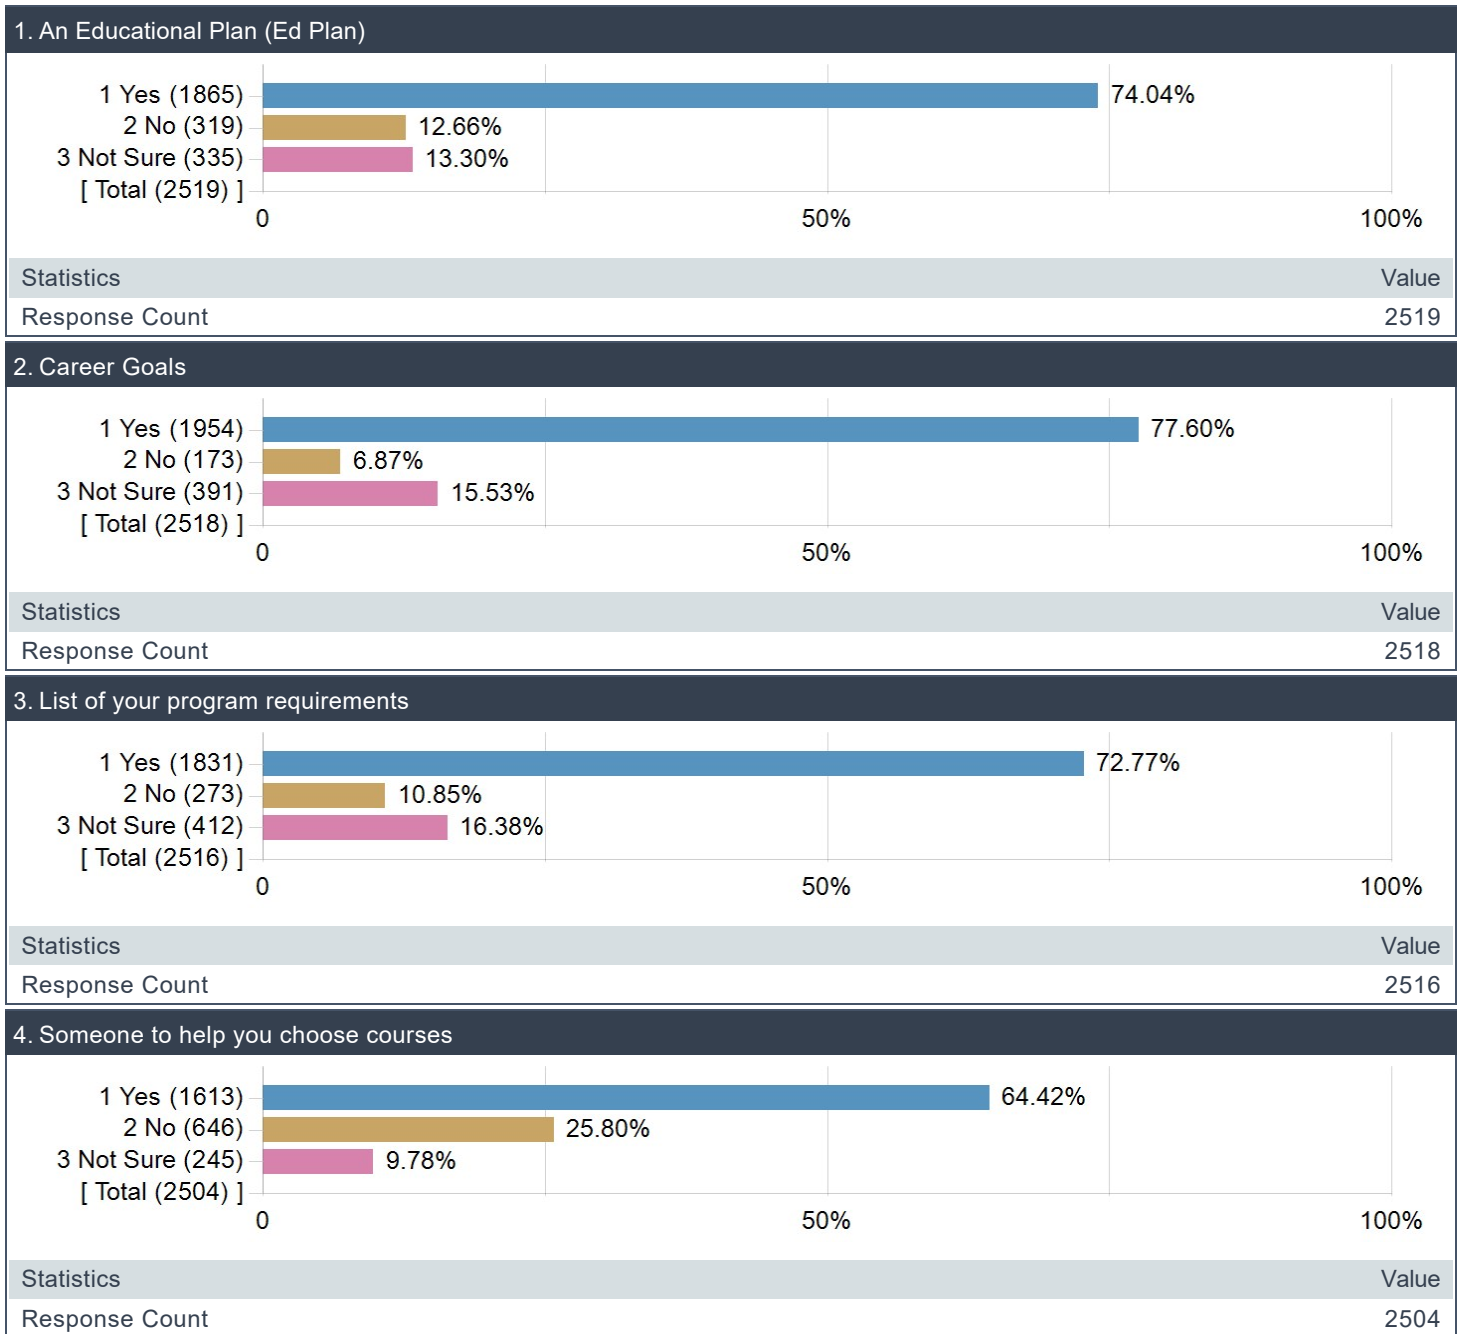 1. An Educational Plan (Ed Plan)
1 Yes (1865) 74.04%
2 No (319) 12.66%
3 Not Sure (335) 13.30%
[ Total (2519) ]
0 50% 100%
Statistics Value
Response Count 2519
2. Career Goals
1 Yes (1954) 77.60%
2 No (173) 6.87%
3 Not Sure (391) 15.53%
[ Total (2518) ]
0 50% 100%
Statistics Value
Response Count 2518
3. List of your program requirements
1 Yes (1831) 72.77%
2 No (273) 10.85%
3 Not Sure (412) 16.38%
[ Total (2516) ]
0 50% 100%
Statistics Value
Response Count 2516
4. Someone to help you choose courses
1 Yes (1613) 64.42%
2 No (646) 25.80%
3 Not Sure (245) 9.78%
[ Total (2504) ]
0 50% 100%
Statistics Value
Response Count 2504